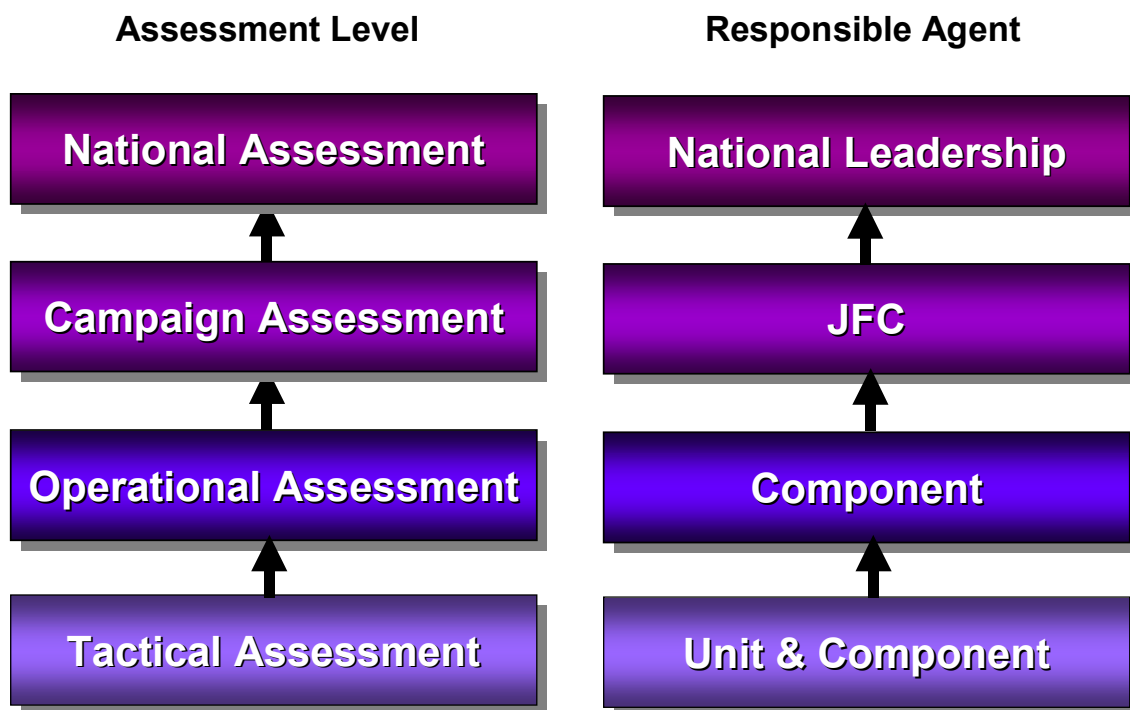 Assessment Level
Responsible Agent
National Assessment
National Leadership
Campaign Assessment
JFC
Operational Assessment
Component
Tactical Assessment
Unit & Component